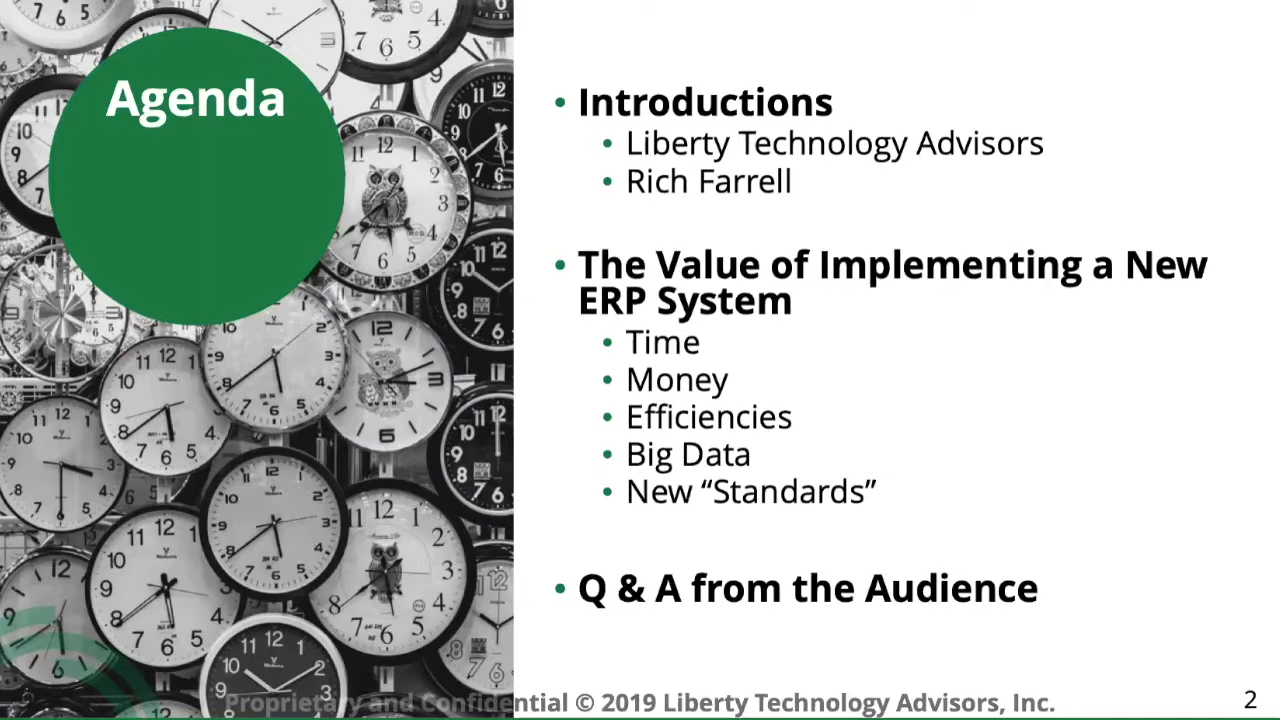 Agenda
• Introductions
• Liberty Technology Advisors
• Rich Farrell
• The Value of Implementing a New
ERP System
• Time
• Money
• Efficiencies
• Big Data
• New “Standards”
• Q & A from the Audience
Proprietary and Confidential © 2019 Liberty Technology Advisors, Inc.
2